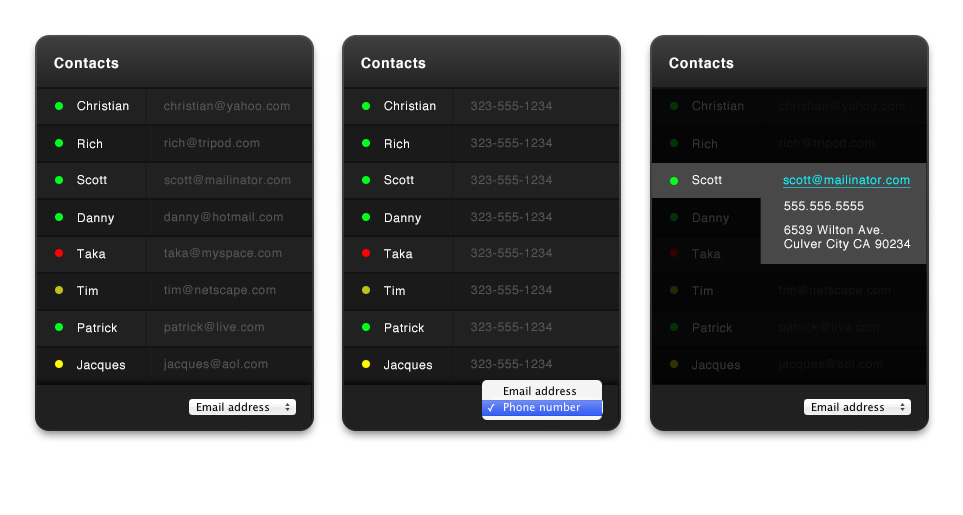 Contacts
Christian christian@yahoo.com
Rich rich@tripod.com
Scott scott@mailinator.com
Danny danny@hotmail.com
Taka taka@myspace.com
Tim tim@netscape.com
Patrick patrick@live.com
Jacques jacques@aol.com
Email address
Contacts
Christian 323-555-1234
Rich 323-555-1234
Scott 323-555-1234
Danny 323-555-1234
Taka 323-555-1234
Tim 323-555-1234
Patrick 323-555-1234
Jacques 323-555-1234
Email address
✓ Phone number
Contacts
Christian christian@yahoo.com
Rich rich@tripod.com
Scott scott@mailinator.com
555.555.5555
Danny
6539 Wilton Ave.
Culver City CA 90234
Taka
Tim tim@netscape.com
Patrick patrick@live.com
Jacques jacques@aol.com
Email address